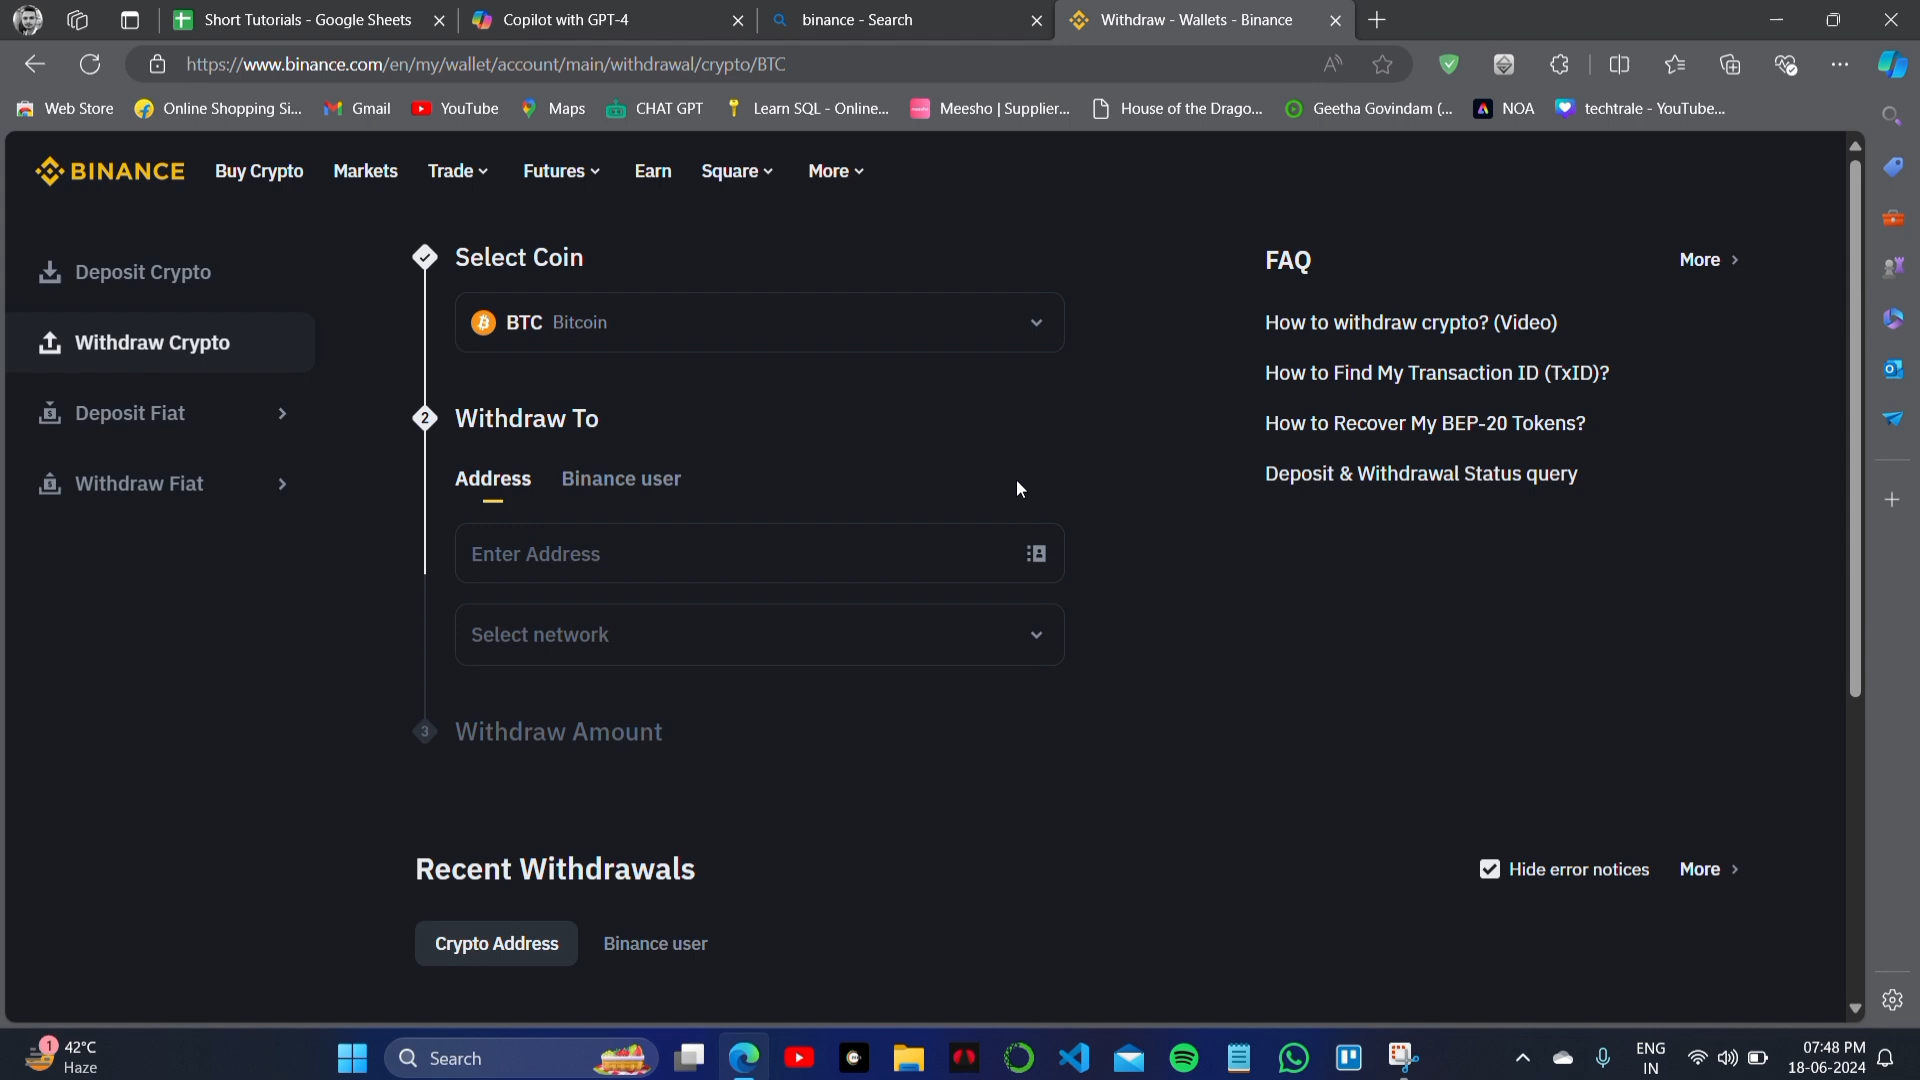 Short Tutorials - Google Sheets
Copilot with GPT-4
binance - Search
Withdraw - Wallets - Binance
https://www.binance.com/en/my/wallet/account/main/withdrawal/crypto/BTC
Web Store
Online Shopping Si...
Gmail
YouTube
Maps
CHAT GPT
Learn SQL - Online...
Meesho | Supplier...
House of the Drago...
Geetha Govindam (...
NOA
techtrale - YouTube...
BINANCE
Buy Crypto
Markets
Trade
Futures
Earn
Square
More
Deposit Crypto
Withdraw Crypto
Deposit Fiat
Withdraw Fiat
Select Coin
BTC Bitcoin
2 Withdraw To
Address Binance user
Enter Address
Select network
3 Withdraw Amount
FAQ
More
How to withdraw crypto? (Video)
How to Find My Transaction ID (TxID)?
How to Recover My BEP-20 Tokens?
Deposit & Withdrawal Status query
Recent Withdrawals
Hide error notices
More
Crypto Address
Binance user
1
42°C
Haze
Search
ENG
IN
07:48 PM
18-06-2024